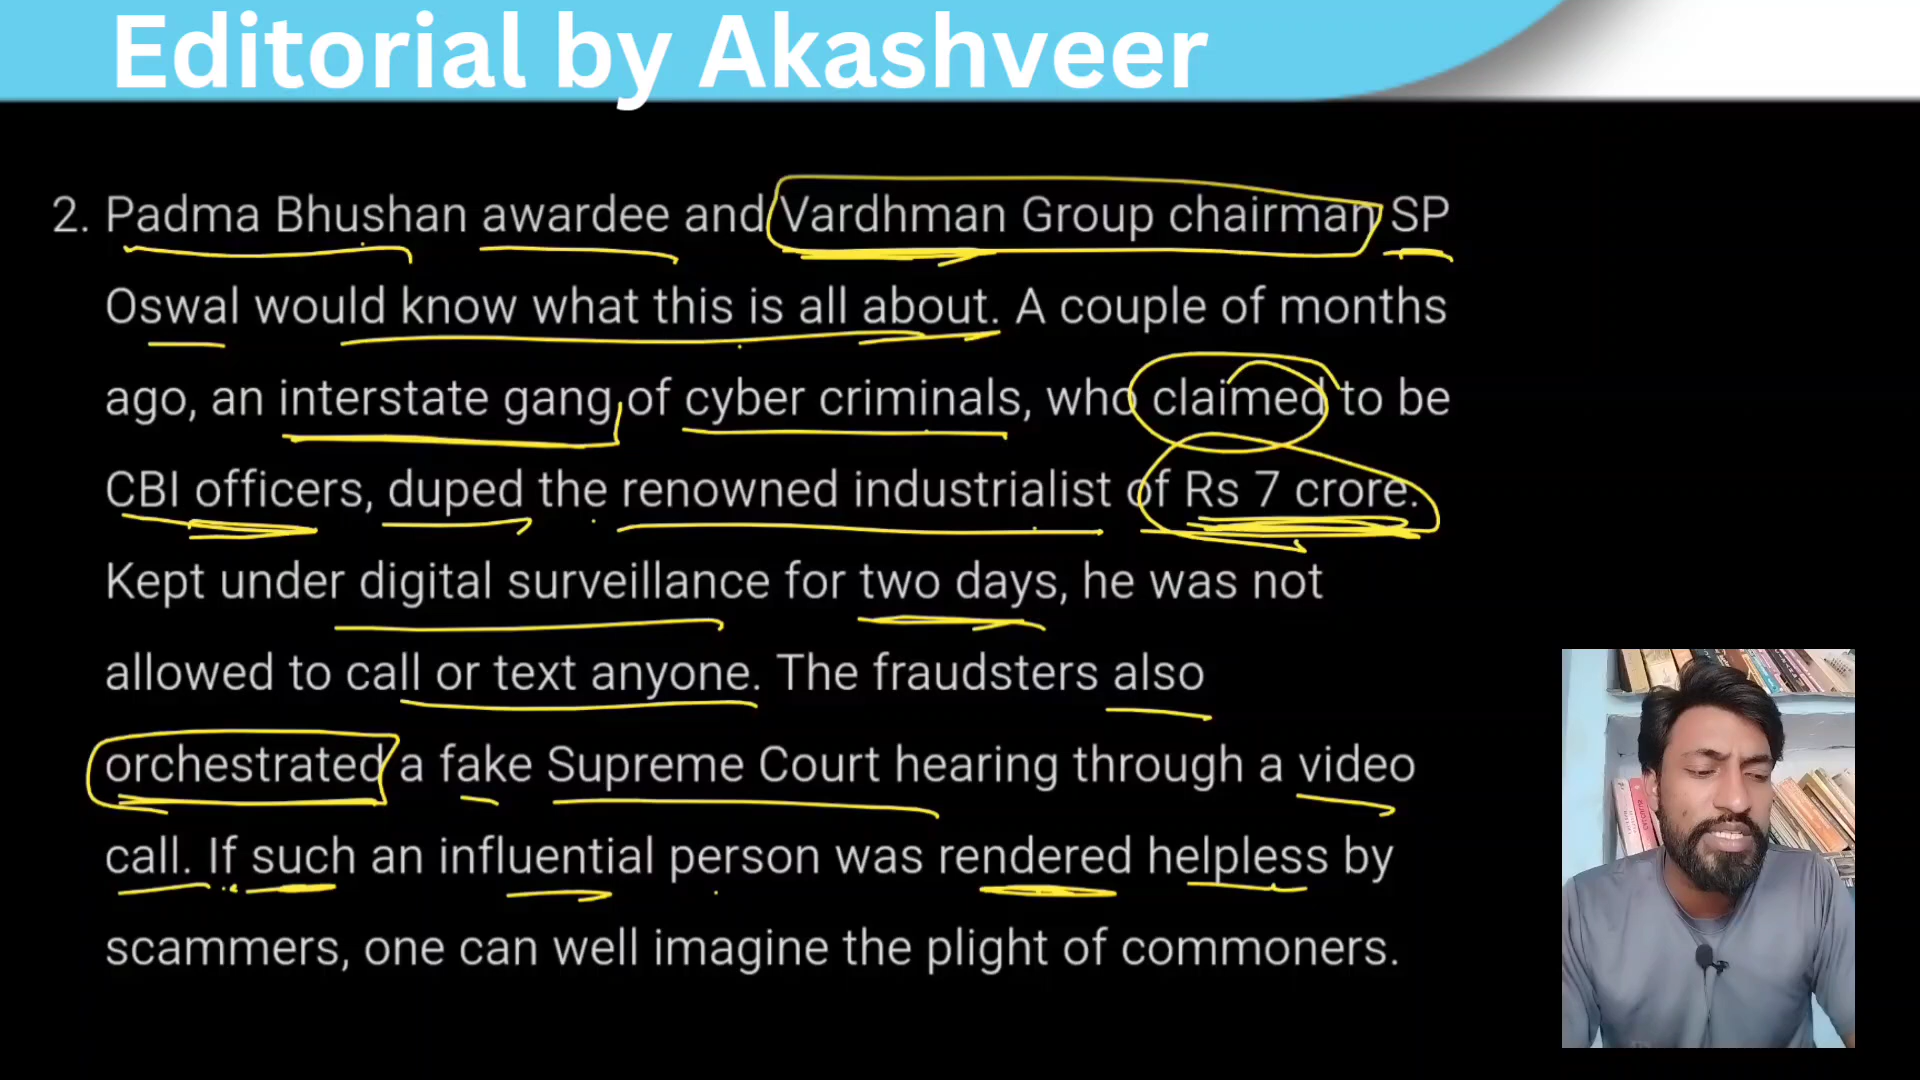 Editorial by Akashveer
2. Padma Bhushan awardee and Vardhman Group chairman SP
Oswal would know what this is all about. A couple of months
ago, an interstate gang of cyber criminals, who claimed to be
CBI officers, duped the renowned industrialist of Rs 7 crore.
Kept under digital surveillance for two days, he was not
allowed to call or text anyone. The fraudsters also
orchestrated a fake Supreme Court hearing through a video
call. If such an influential person was rendered helpless by
scammers, one can well imagine the plight of commoners.